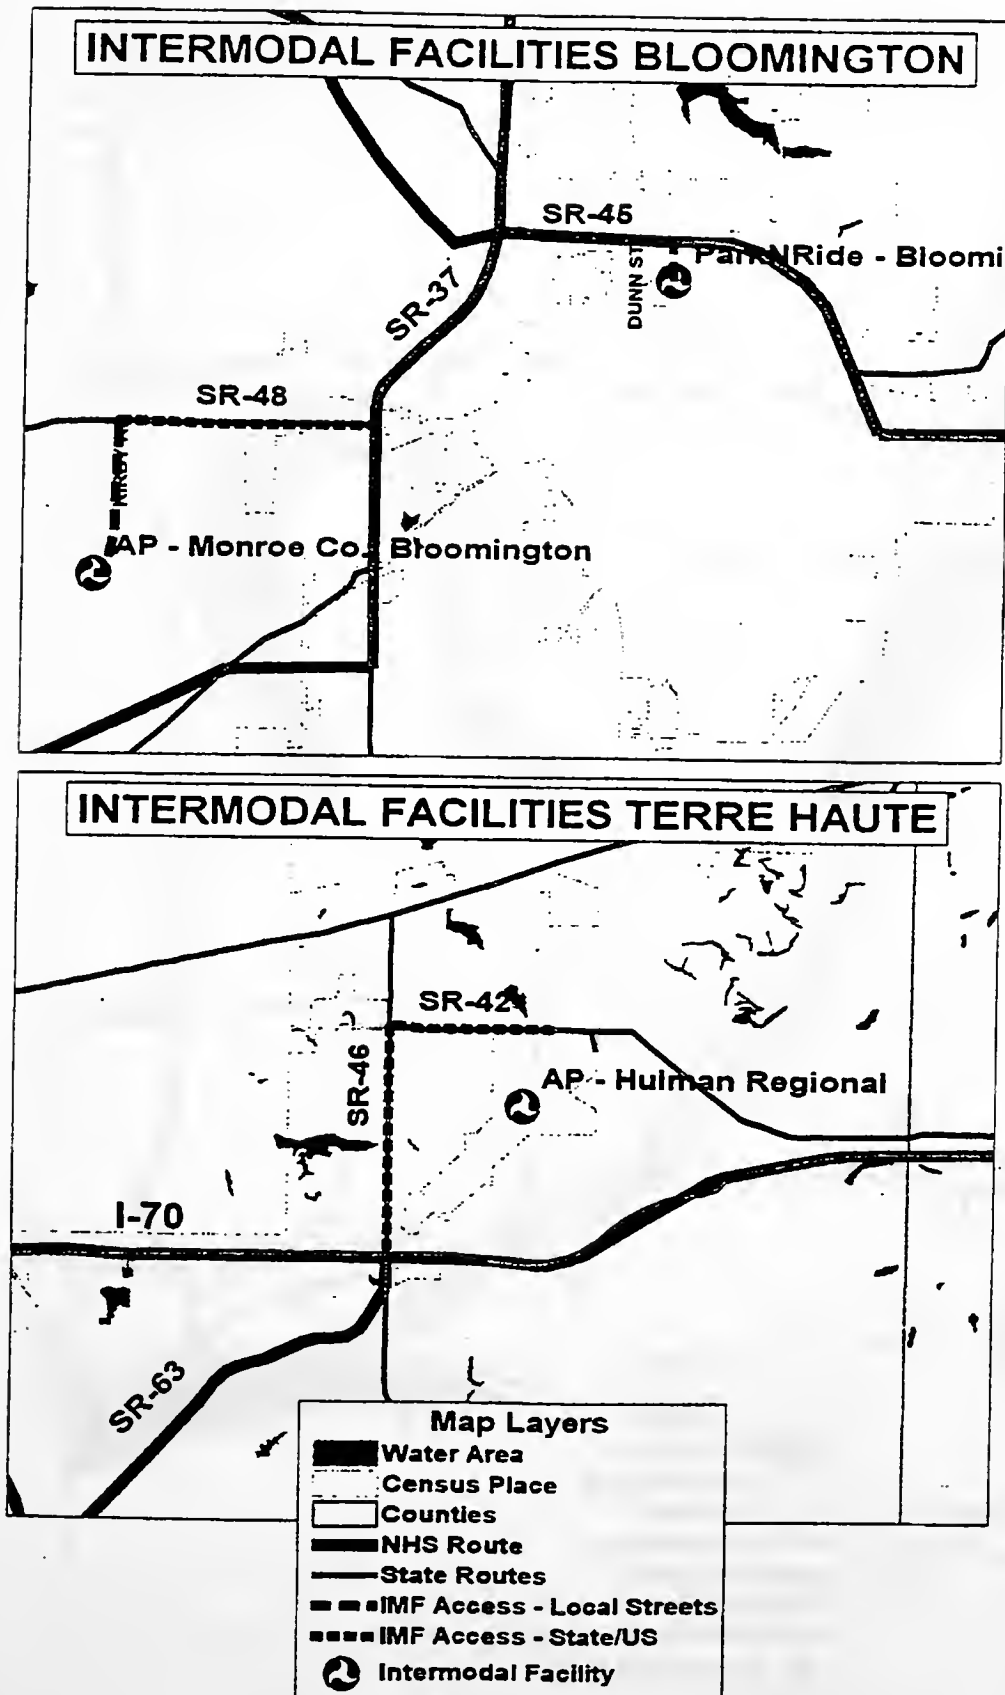 INTERMODAL FACILITIES BLOOMINGTON
SR-45
DUNN ST
ParkNRide - Bloomi
SR-37
SR-48
KIRBY
AP - Monroe Co. Bloomington
INTERMODAL FACILITIES TERRE HAUTE
SR-42
SR-46
AP - Hulman Regional
I-70
SR-63
Map Layers
Water Area
Census Place
Counties
NHS Route
State Routes
IMF Access - Local Streets
IMF Access - State/US
Intermodal Facility